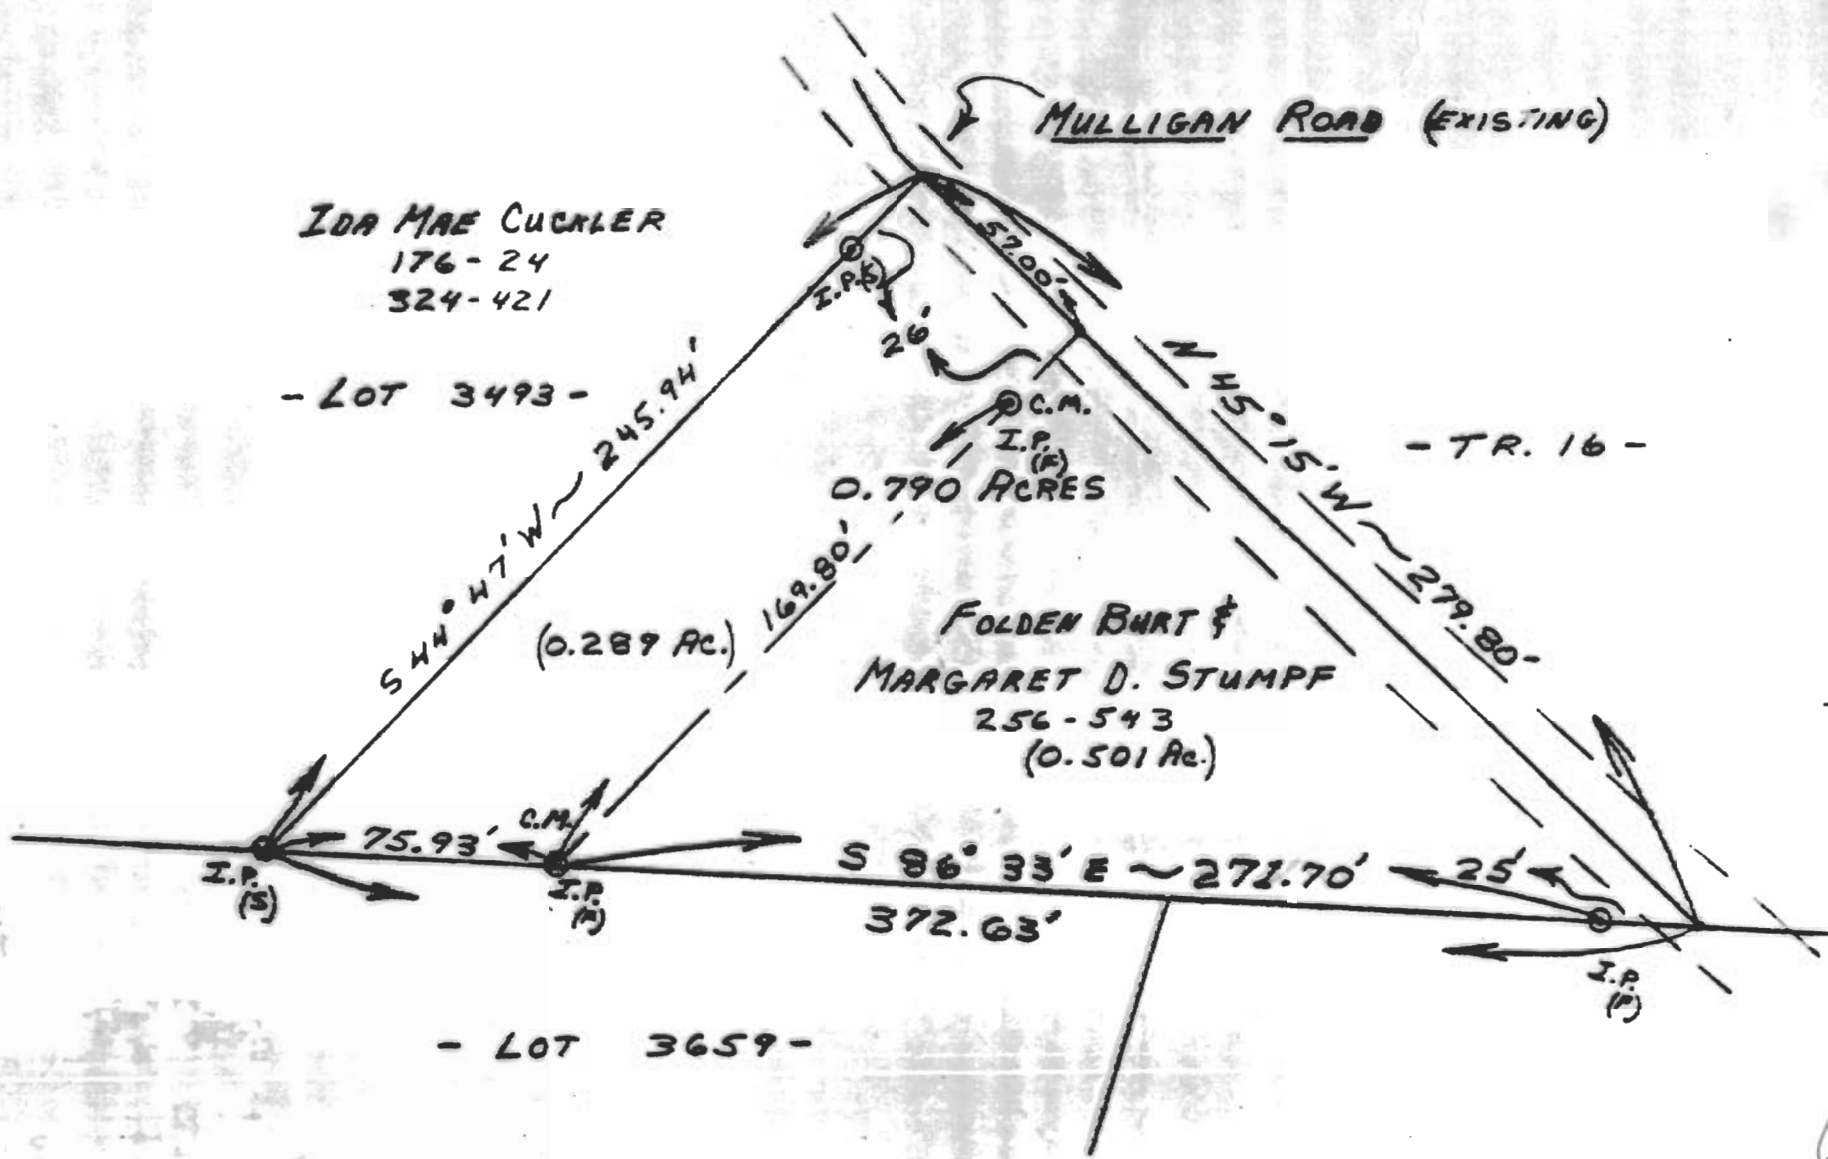 MULLIGAN ROAD (EXISTING)
IDA MAE CUCKLER
176-24
324-421
- LOT 3493 -
S 44° 47' W ~ 245.94'
I.P.(S)
26'
57.00'
C.M.
I.P.
(F)
0.790 ACRES
N 45° 15' W ~ 279.80-
- TR. 16 -
169.80'
(0.289 Ac.)
FOLDEN BURT &
MARGARET D. STUMPF
256-543
(0.501 Ac.)
75.93'
C.M.
I.P.
(S)
I.P.
(F)
S 86° 33' E ~ 271.70'
25'
372.63'
I.P.
(F)
- LOT 3659 -